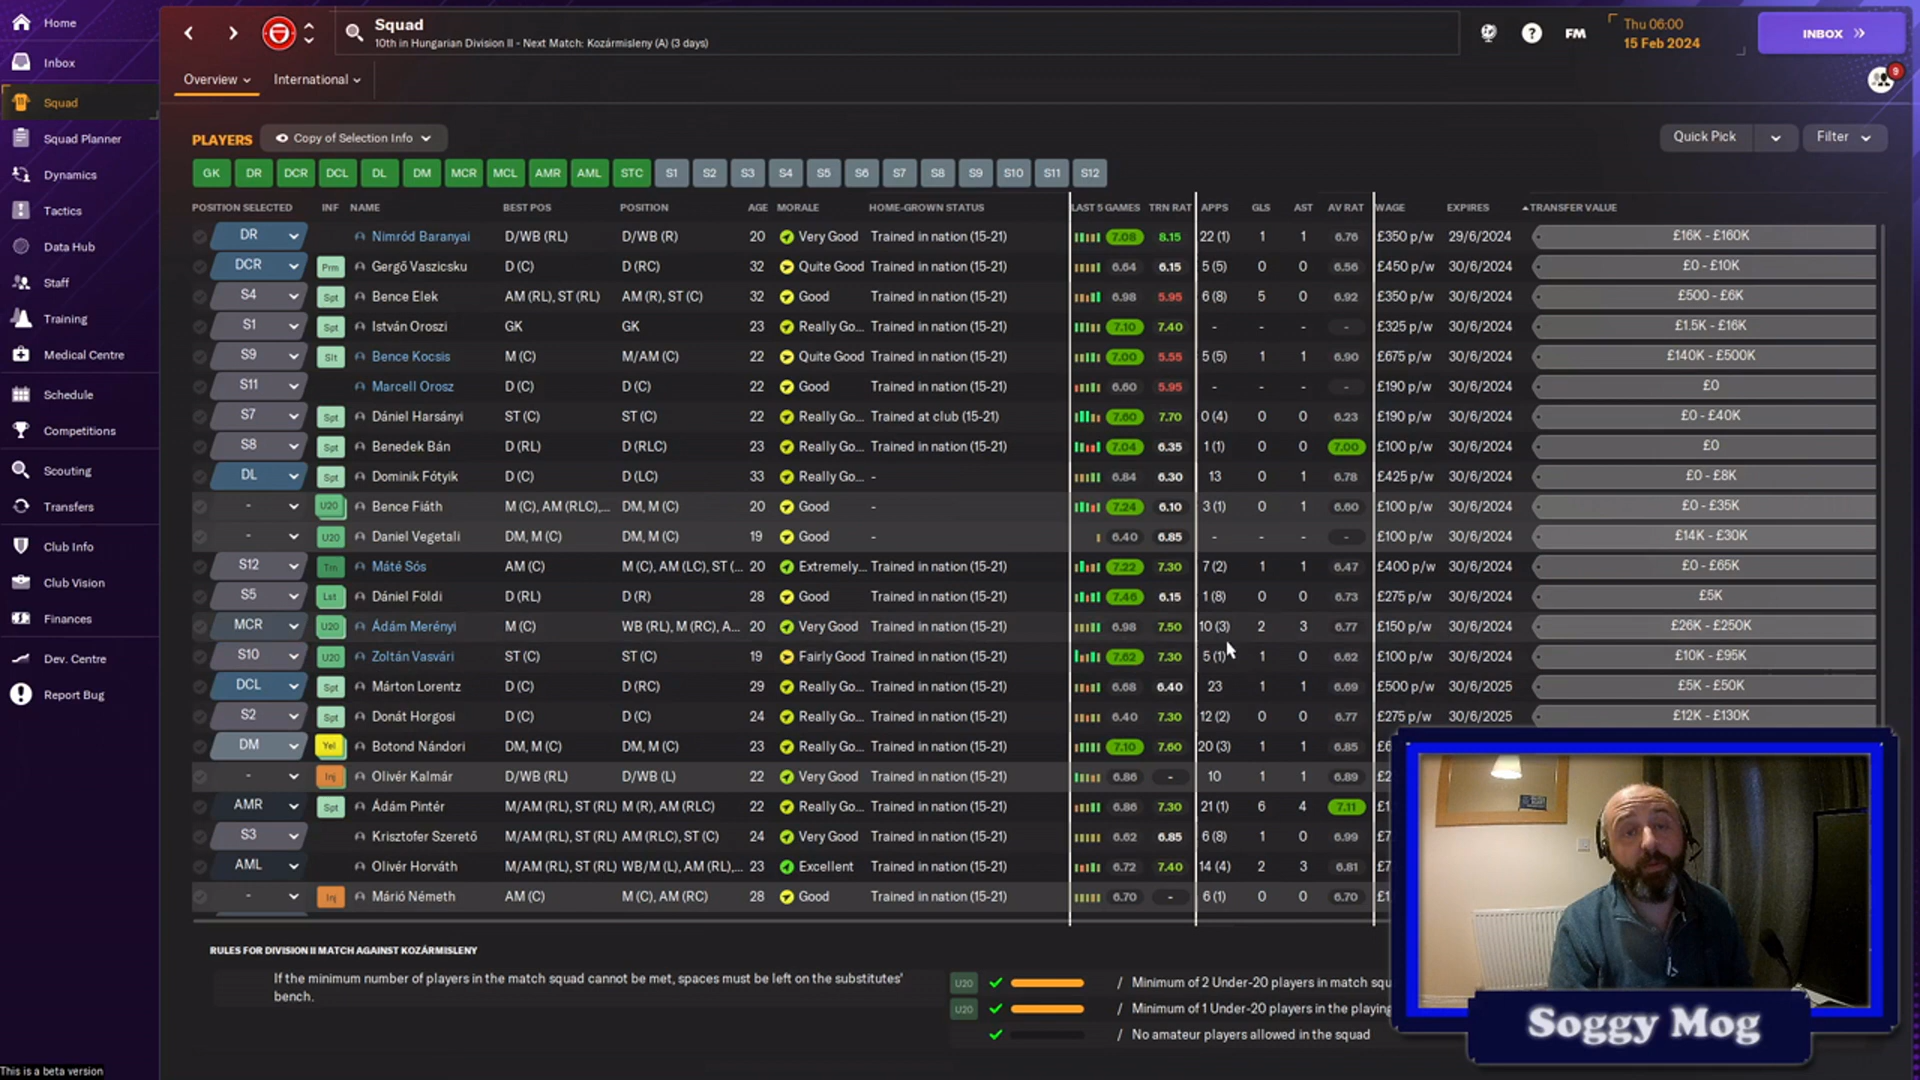 Home
Inbox
Squad
Squad Planner
Dynamics
Tactics
Data Hub
Staff
Training
Medical Centre
Schedule
Competitions
Scouting
Transfers
Club Info
Club Vision
Finances
Dev. Centre
Report Bug
This is a beta version
Squad
10th in Hungarian Division II - Next Match: Kozármisleny (A) (3 days)
FM
Thu 06:00
15 Feb 2024
INBOX
9
Overview International
PLAYERS Copy of Selection Info Quick Pick Filter
GK DR DCR DCL DL DM MCR MCL AMR AML STC S1 S2 S3 S4 S5 S6 S7 S8 S9 S10 S11 S12
POSITION SELECTED INF NAME BEST POS POSITION AGE MORALE HOME-GROWN STATUS LAST 5 GAMES TRN RAT APPS GLS AST AV RAT WAGE EXPIRES TRANSFER VALUE
DR Nimród Baranyai D/WB (RL) D/WB (R) 20 Very Good Trained in nation (15-21) 7.08 8.15 22 (1) 1 1 6.76 £350 p/w 29/6/2024 £16K - £160K
DCR Prm Gergő Vaszicsku D (C) D (RC) 32 Quite Good Trained in nation (15-21) 6.64 6.15 5 (5) 0 0 6.56 £450 p/w 30/6/2024 £0 - £10K
S4 Spt Bence Elek AM (RL), ST (RL) AM (R), ST (C) 32 Good Trained in nation (15-21) 6.98 5.95 6 (8) 5 0 6.92 £350 p/w 30/6/2024 £500 - £6K
S1 Spt István Oroszi GK GK 23 Really Go... Trained in nation (15-21) 7.10 7.40 - - - - £325 p/w 30/6/2024 £1.5K - £16K
S9 Slt Bence Kocsis M (C) M/AM (C) 22 Quite Good Trained in nation (15-21) 7.00 5.55 5 (5) 1 1 6.90 £675 p/w 30/6/2024 £140K - £500K
S11 Marcell Orosz D (C) D (C) 22 Good Trained in nation (15-21) 6.60 5.95 - - - - £190 p/w 30/6/2024 £0
S7 Spt Dániel Harsányi ST (C) ST (C) 22 Really Go... Trained at club (15-21) 7.60 7.70 0 (4) 0 0 6.23 £190 p/w 30/6/2024 £0 - £40K
S8 Spt Benedek Bán D (RL) D (RLC) 23 Really Go... Trained in nation (15-21) 7.04 6.35 1 (1) 0 0 7.00 £100 p/w 30/6/2024 £0
DL Spt Dominik Fótyik D (C) D (LC) 33 Really Go... - 6.84 6.30 13 0 1 6.78 £425 p/w 30/6/2024 £0 - £8K
- U20 Bence Fiáth M (C), AM (RLC),... DM, M (C) 20 Good - 7.24 6.10 3 (1) 0 1 6.60 £100 p/w 30/6/2024 £0 - £35K
- U20 Daniel Vegetali DM, M (C) DM, M (C) 19 Good - 6.40 6.85 - - - - £100 p/w 30/6/2024 £14K - £30K
S12 Trn Máté Sós AM (C) M (C), AM (LC), ST (... 20 Extremely... Trained in nation (15-21) 7.22 7.30 7 (2) 1 1 6.47 £400 p/w 30/6/2024 £0 - £65K
S5 Lst Dániel Földi D (RL) D (R) 28 Good Trained in nation (15-21) 7.46 6.15 1 (8) 0 0 6.73 £275 p/w 30/6/2024 £5K
MCR U20 Ádám Merényi M (C) WB (RL), M (RC), A... 20 Very Good Trained in nation (15-21) 6.98 7.50 10 (3) 2 3 6.77 £150 p/w 30/6/2024 £26K - £250K
S10 U20 Zoltán Vasvári ST (C) ST (C) 19 Fairly Good Trained in nation (15-21) 7.62 7.30 5 (1) 1 0 6.62 £100 p/w 30/6/2024 £10K - £95K
DCL Spt Márton Lorentz D (C) D (RC) 29 Really Go... Trained in nation (15-21) 6.68 6.40 23 1 1 6.69 £500 p/w 30/6/2025 £5K - £50K
S2 Spt Donát Horgosi D (C) D (C) 24 Really Go... Trained in nation (15-21) 6.40 7.30 12 (2) 0 0 6.77 £275 p/w 30/6/2025 £12K - £130K
DM Yel Botond Nándori DM, M (C) DM, M (C) 23 Really Go... Trained in nation (15-21) 7.10 7.60 20 (3) 1 1 6.85
- Inj Olivér Kalmár D/WB (RL) D/WB (L) 22 Very Good Trained in nation (15-21) 6.86 - 10 1 1 6.89
AMR Spt Ádám Pintér M/AM (RL), ST (RL) M (R), AM (RLC) 22 Really Go... Trained in nation (15-21) 6.86 7.30 21 (1) 6 4 7.11
S3 Krisztofer Szerető M/AM (RL), ST (RL) AM (RLC), ST (C) 24 Very Good Trained in nation (15-21) 6.62 6.85 6 (8) 1 0 6.99
AML Olivér Horváth M/AM (RL), ST (RL) WB/M (L), AM (RL),... 23 Excellent Trained in nation (15-21) 6.72 7.40 14 (4) 2 3 6.81
- Inj Márió Németh AM (C) M (C), AM (RC) 28 Good Trained in nation (15-21) 6.70 - 6 (1) 0 0 6.70
RULES FOR DIVISION II MATCH AGAINST KOZÁRMISLENY
If the minimum number of players in the match squad cannot be met, spaces must be left on the substitutes'
bench.
U20 / Minimum of 2 Under-20 players in match squ
U20 / Minimum of 1 Under-20 players in the playing
/ No amateur players allowed in the squad
Soggy Mog